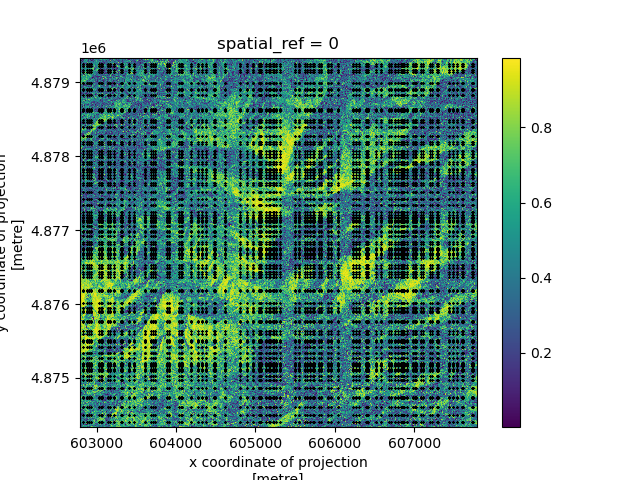 spatial_ref = 0
1e6
4.879
4.878
4.877
4.876
4.875
y coordinate of projection
[metre]
603000 604000 605000 606000 607000
x coordinate of projection
[metre]
0.8
0.6
0.4
0.2